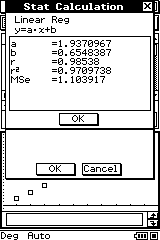 Stat Calculation
Linear Reg
y=a·x+b
a =1.9370967
b =0.6548387
r =0.98538
r² =0.9709738
MSe =1.103917
OK
OK Cancel
Deg Auto